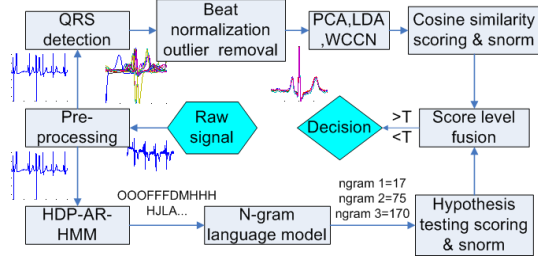 QRS
detection
Beat
normalization
outlier removal
PCA,LDA
,WCCN
Cosine similarity
scoring & snorm
Pre-
processing
Raw
signal
Decision
>T
<T
Score level
fusion
HDP-AR-
HMM
OOOFFFDMHHH
HJLA...
N-gram
language model
ngram 1=17
ngram 2=75
ngram 3=170
Hypothesis
testing scoring
& snorm